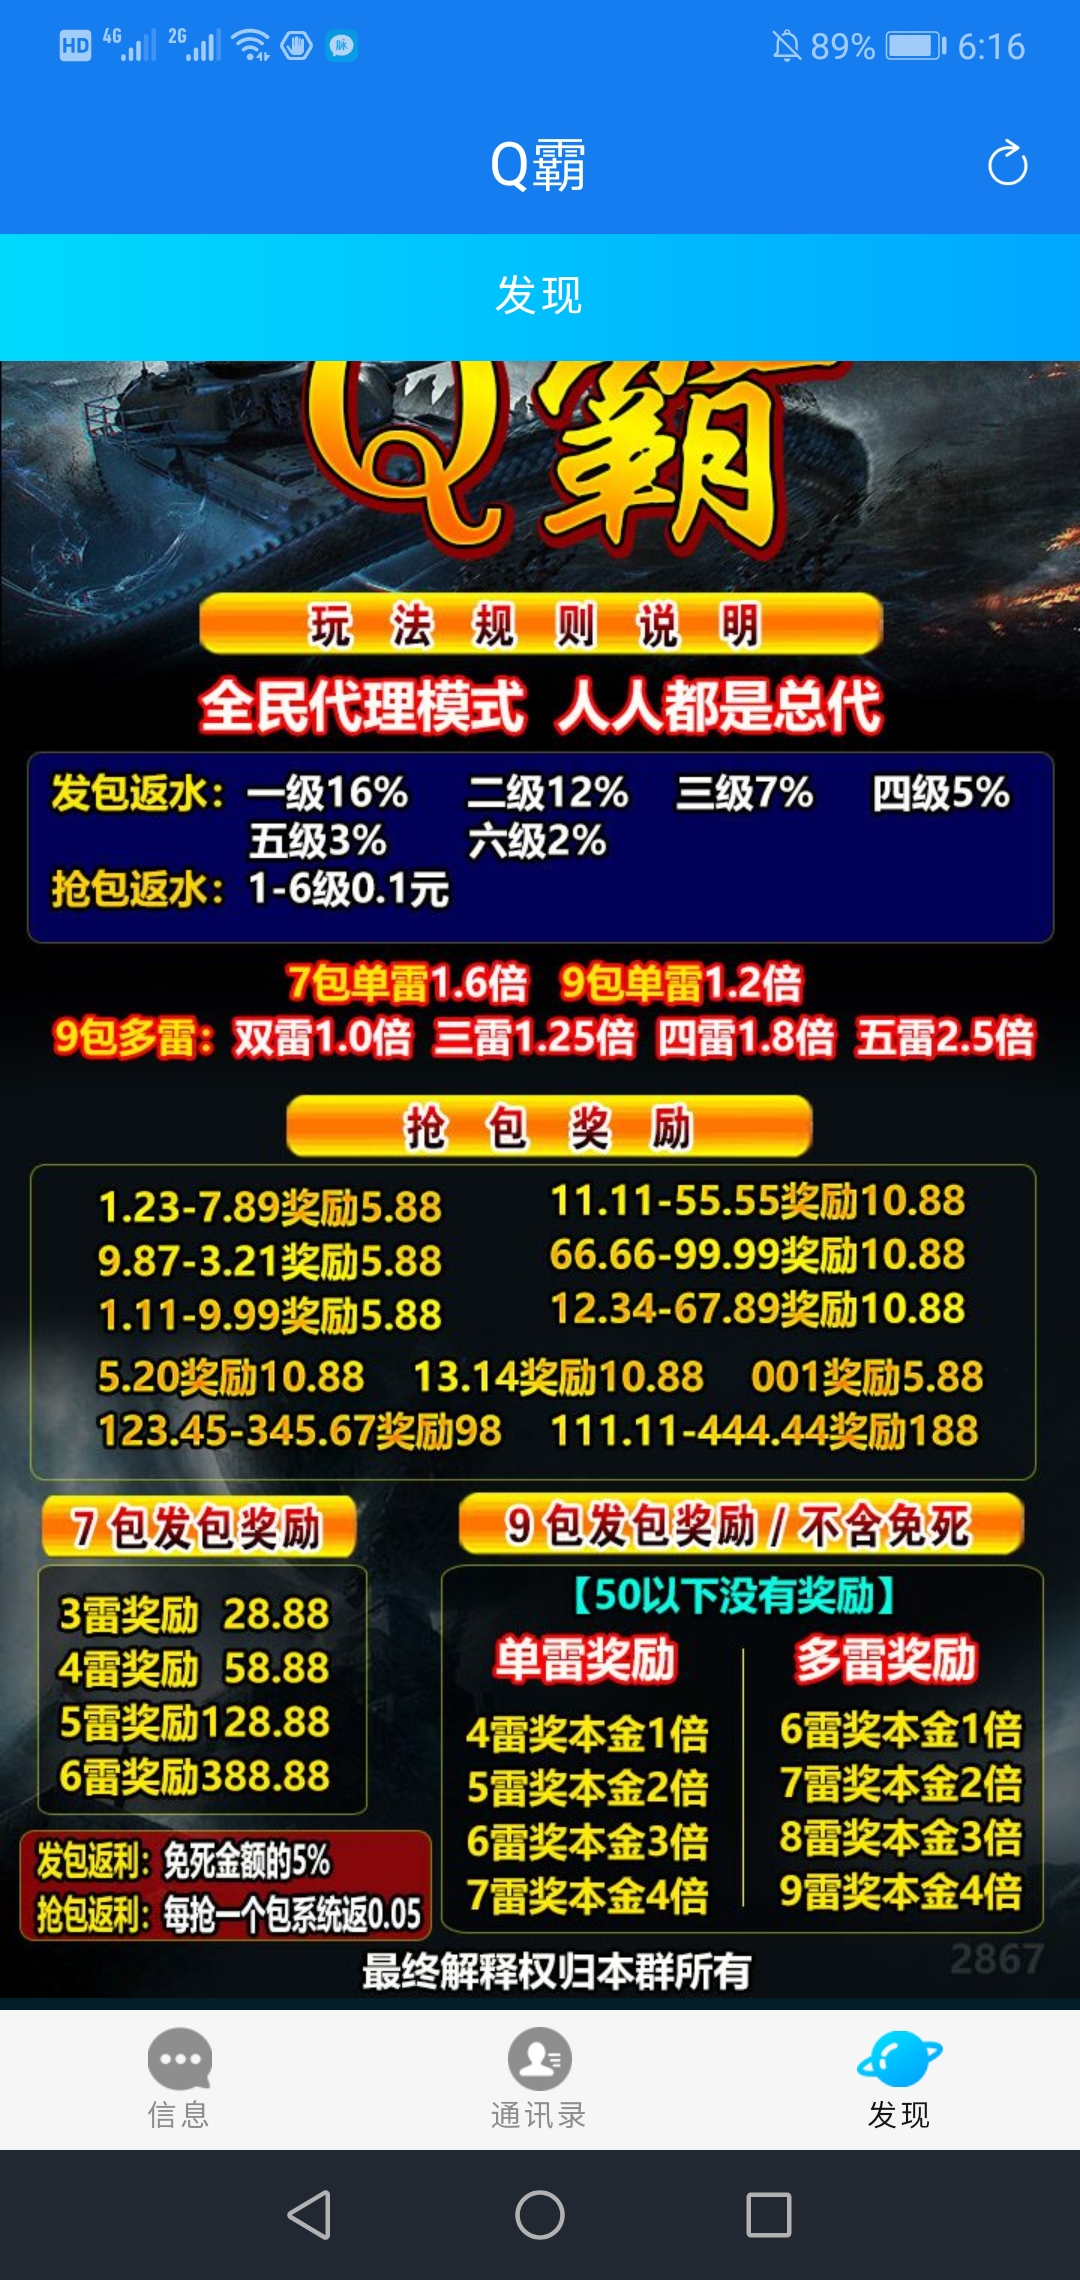 HD 4G 2G 脉 89% 6:16
Q霸
发现
Q霸
玩法规则说明
全民代理模式 人人都是总代
发包返水：一级16% 二级12% 三级7% 四级5%
五级3% 六级2%
抢包返水：1-6级0.1元
7包单雷1.6倍 9包单雷1.2倍
9包多雷：双雷1.0倍 三雷1.25倍 四雷1.8倍 五雷2.5倍
抢包奖励
1.23-7.89奖励5.88 11.11-55.55奖励10.88
9.87-3.21奖励5.88 66.66-99.99奖励10.88
1.11-9.99奖励5.88 12.34-67.89奖励10.88
5.20奖励10.88 13.14奖励10.88 001奖励5.88
123.45-345.67奖励98 111.11-444.44奖励188
7包发包奖励
3雷奖励 28.88
4雷奖励 58.88
5雷奖励128.88
6雷奖励388.88
发包返利：免死金额的5%
抢包返利：每抢一个包系统返0.05
9包发包奖励/不含免死
【50以下没有奖励】
单雷奖励 多雷奖励
4雷奖本金1倍 6雷奖本金1倍
5雷奖本金2倍 7雷奖本金2倍
6雷奖本金3倍 8雷奖本金3倍
7雷奖本金4倍 9雷奖本金4倍
2867
最终解释权归本群所有
信息 通讯录 发现